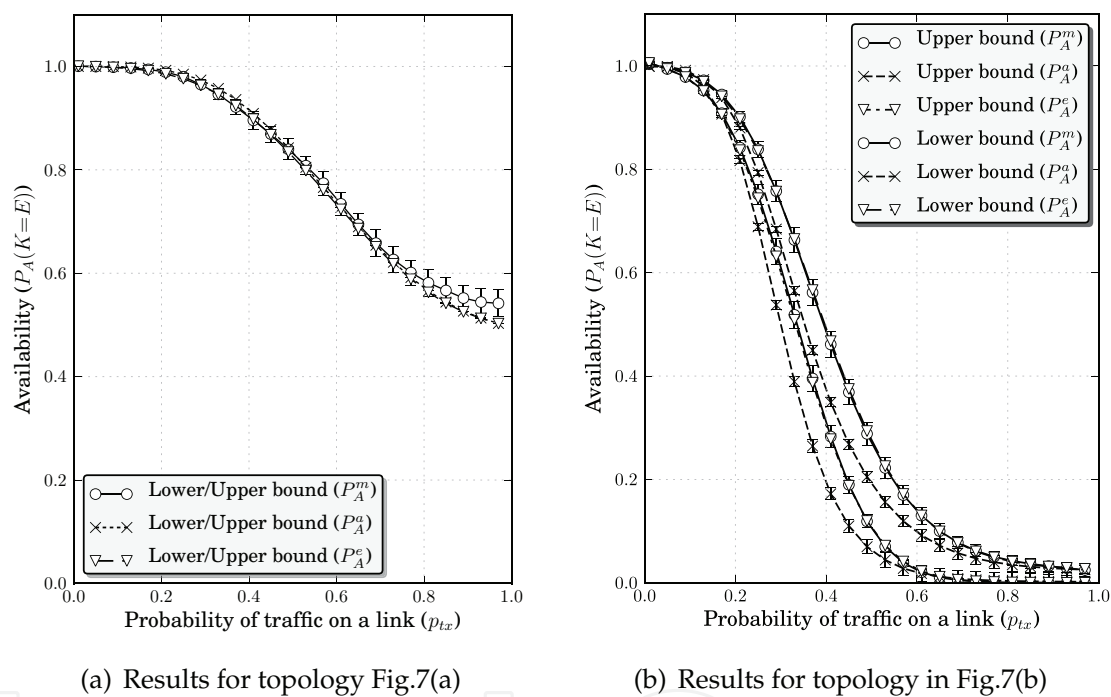 1.0
0.8
0.6
0.4
0.2
0.0
Availability (P_A(K=E))
Lower/Upper bound (P_A^m)
Lower/Upper bound (P_A^a)
Lower/Upper bound (P_A^e)
0.0 0.2 0.4 0.6 0.8 1.0
Probability of traffic on a link (p_tx)
(a) Results for topology Fig.7(a)
1.0
0.8
0.6
0.4
0.2
0.0
Availability (P_A(K=E))
Upper bound (P_A^m)
Upper bound (P_A^a)
Upper bound (P_A^e)
Lower bound (P_A^m)
Lower bound (P_A^a)
Lower bound (P_A^e)
0.0 0.2 0.4 0.6 0.8 1.0
Probability of traffic on a link (p_tx)
(b) Results for topology in Fig.7(b)